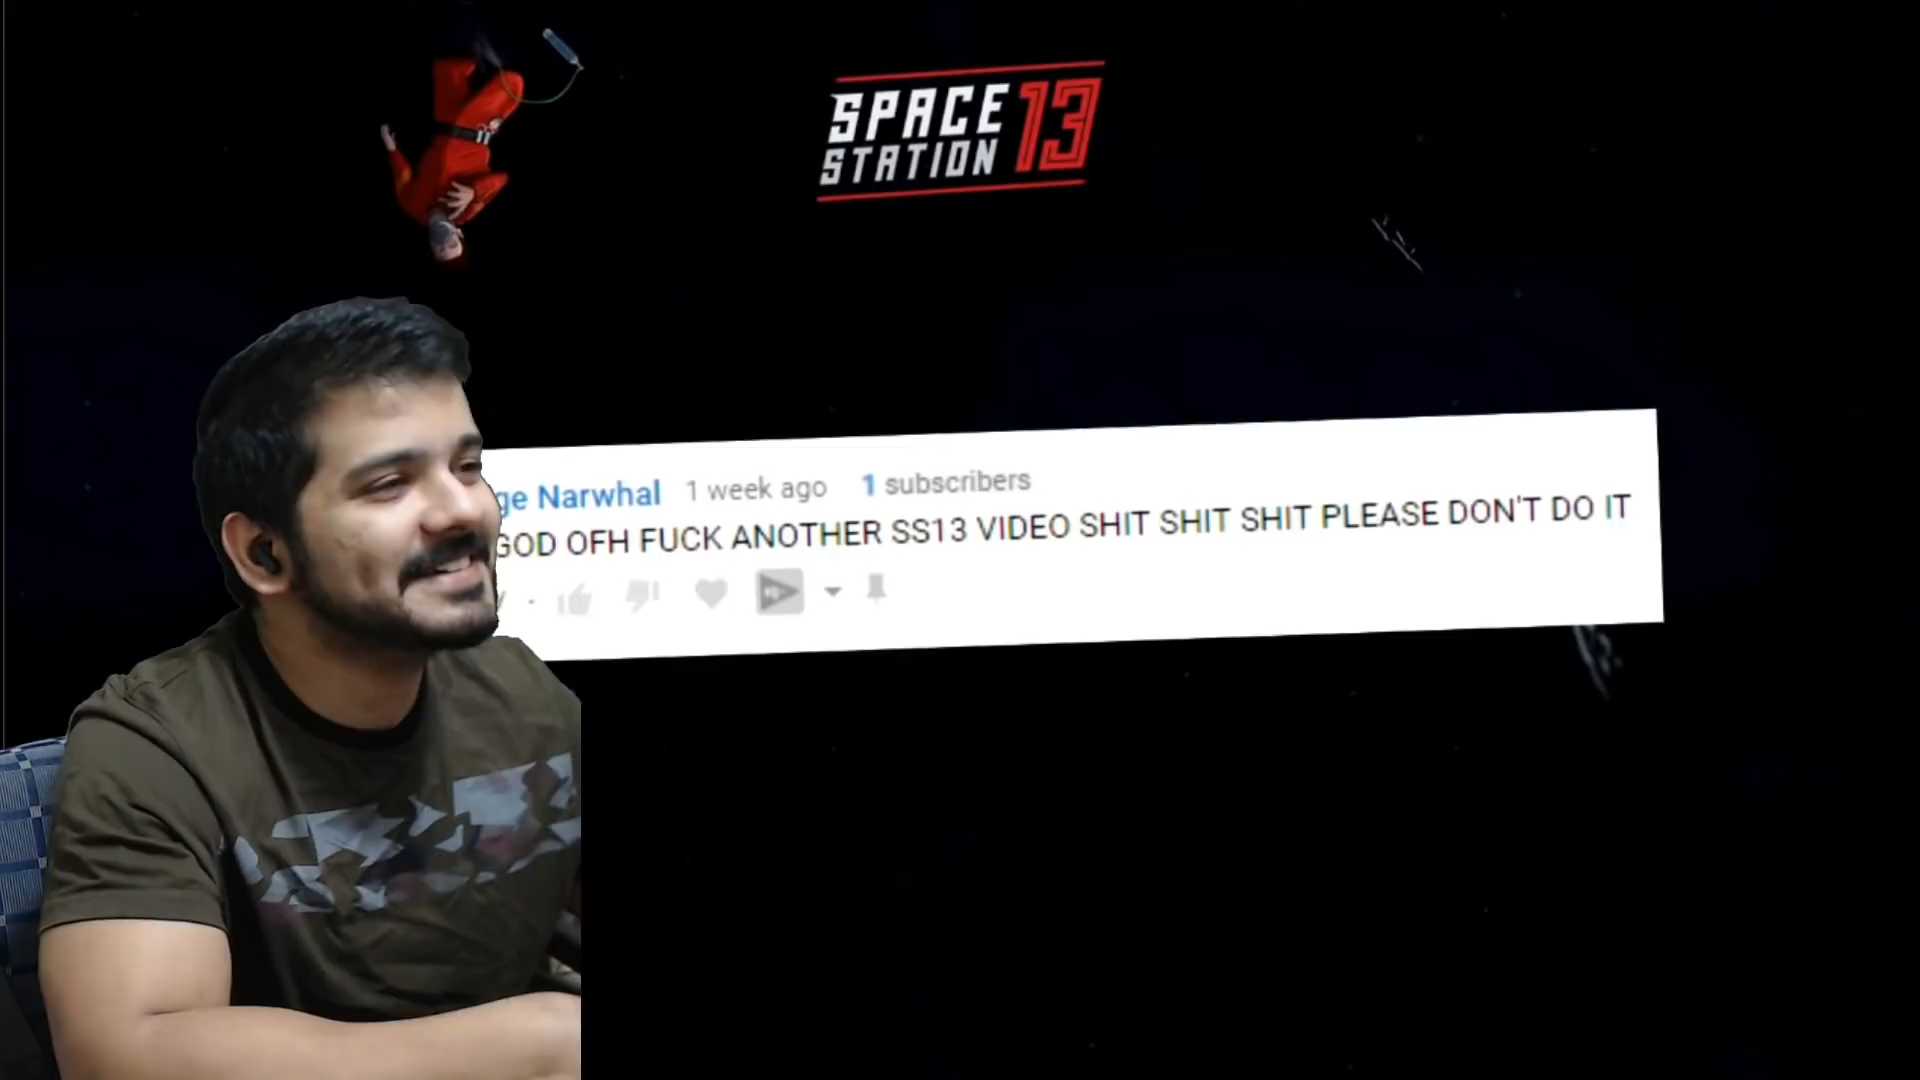 SPACE 13
STATION
ge Narwhal 1 week ago 1 subscribers
GOD OFH FUCK ANOTHER SS13 VIDEO SHIT SHIT SHIT PLEASE DON'T DO IT